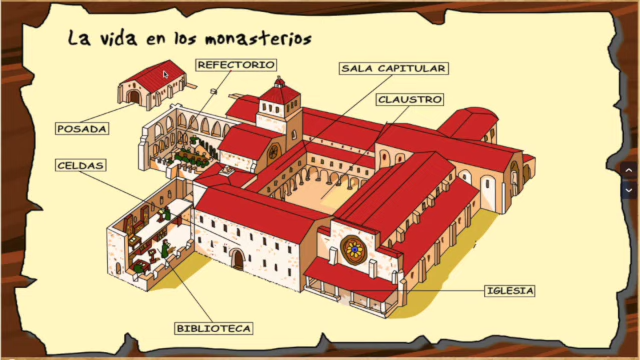 La vida en los monasterios
REFECTORIO
SALA CAPITULAR
CLAUSTRO
POSADA
CELDAS
IGLESIA
BIBLIOTECA